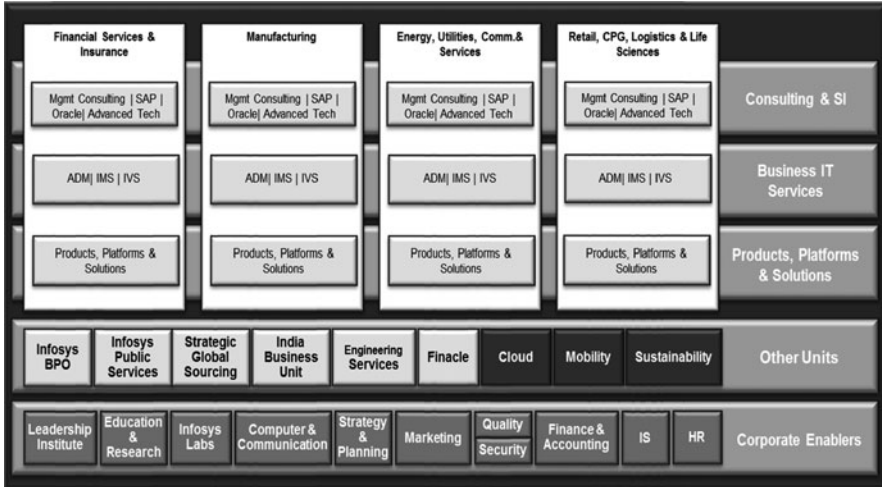 Financial Services &
Insurance
Manufacturing
Energy, Utilities, Comm.&
Services
Retail, CPG, Logistics & Life
Sciences
Mgmt Consulting | SAP |
Oracle| Advanced Tech
Mgmt Consulting | SAP |
Oracle| Advanced Tech
Mgmt Consulting | SAP |
Oracle| Advanced Tech
Mgmt Consulting | SAP |
Oracle| Advanced Tech
Consulting & SI
ADM| IMS | IVS
ADM| IMS | IVS
ADM| IMS | IVS
ADM| IMS | IVS
Business IT
Services
Products, Platforms &
Solutions
Products, Platforms &
Solutions
Products, Platforms &
Solutions
Products, Platforms &
Solutions
Products, Platforms
& Solutions
Infosys
BPO
Infosys
Public
Services
Strategic
Global
Sourcing
India
Business
Unit
Engineering
Services
Finacle
Cloud
Mobility
Sustainability
Other Units
Leadership
Institute
Education
&
Research
Infosys
Labs
Computer &
Communication
Strategy
&
Planning
Marketing
Quality
Security
Finance &
Accounting
IS
HR
Corporate Enablers